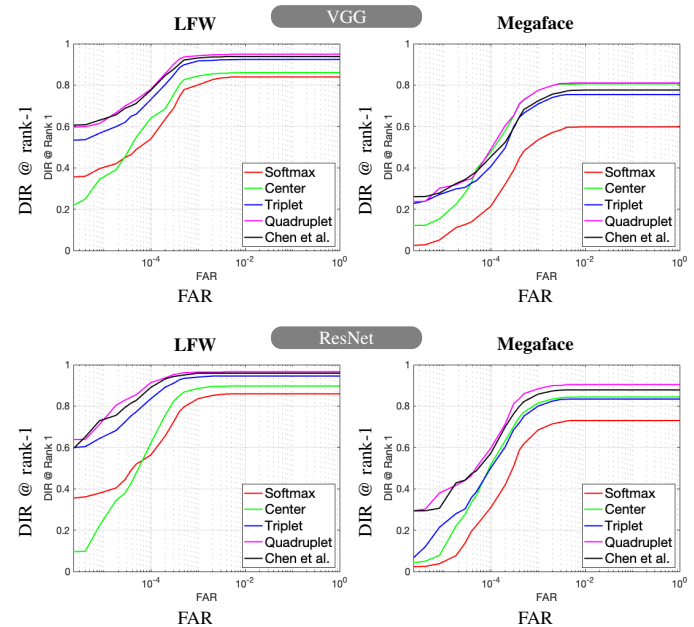 VGG
LFW
Megaface
DIR @ rank-1
DIR @ Rank 1
1
0.8
0.6
0.4
0.2
0
Softmax
Center
Triplet
Quadruplet
Chen et al.
10⁻⁴
10⁻²
10⁰
FAR
FAR
DIR @ rank-1
DIR @ Rank 1
1
0.8
0.6
0.4
0.2
0
Softmax
Center
Triplet
Quadruplet
Chen et al.
10⁻⁴
10⁻²
10⁰
FAR
FAR
ResNet
LFW
Megaface
DIR @ rank-1
DIR @ Rank 1
1
0.8
0.6
0.4
0.2
0
Softmax
Center
Triplet
Quadruplet
Chen et al.
10⁻⁴
10⁻²
10⁰
FAR
FAR
DIR @ rank-1
DIR @ Rank 1
1
0.8
0.6
0.4
0.2
0
Softmax
Center
Triplet
Quadruplet
Chen et al.
10⁻⁴
10⁻²
10⁰
FAR
FAR